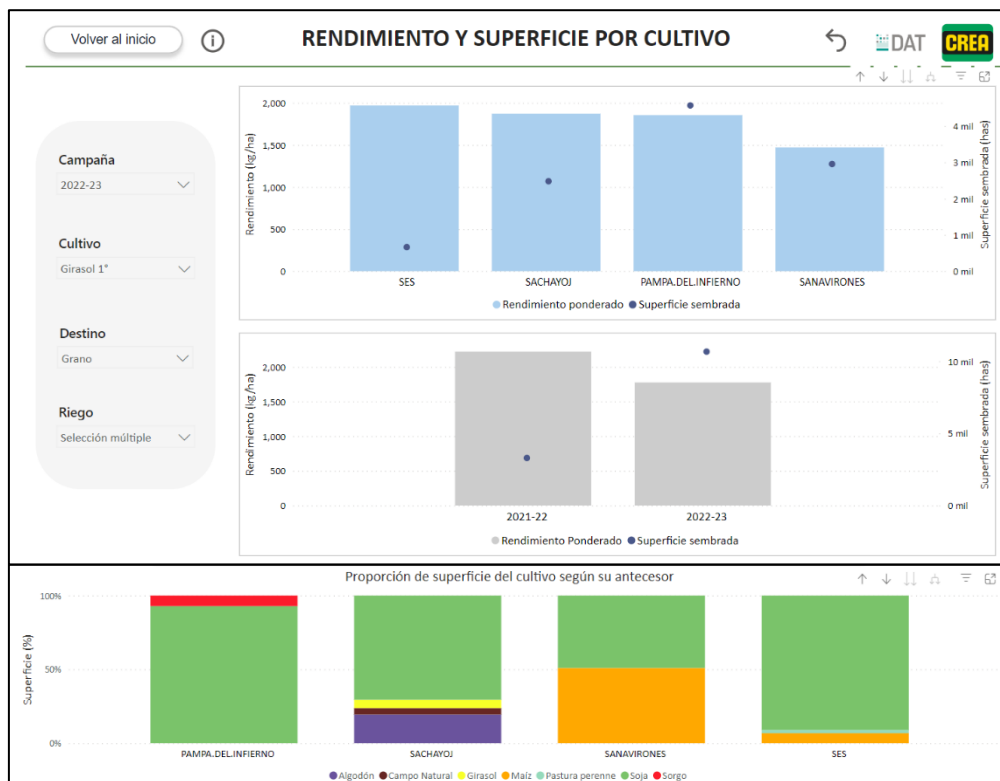 Volver al inicio
RENDIMIENTO Y SUPERFICIE POR CULTIVO
DAT
CREA
Campaña
2022-23
Cultivo
Girasol 1°
Destino
Grano
Riego
Selección múltiple
Rendimiento (kg/ha)
2,000
1,500
1,000
500
0
4 mil
3 mil
2 mil
1 mil
0 mil
Superficie sembrada (has)
SES SACHAYOJ PAMPA.DEL.INFIERNO SANAVIRONES
Rendimiento ponderado Superficie sembrada
Rendimiento (kg/ha)
2,000
1,500
1,000
500
0
10 mil
5 mil
0 mil
Superficie sembrada (has)
2021-22 2022-23
Rendimiento Ponderado Superficie sembrada
Proporción de superficie del cultivo según su antecesor
Superficie (%)
100%
50%
0%
PAMPA.DEL.INFIERNO SACHAYOJ SANAVIRONES SES
Algodón Campo Natural Girasol Maíz Pastura perenne Soja Sorgo